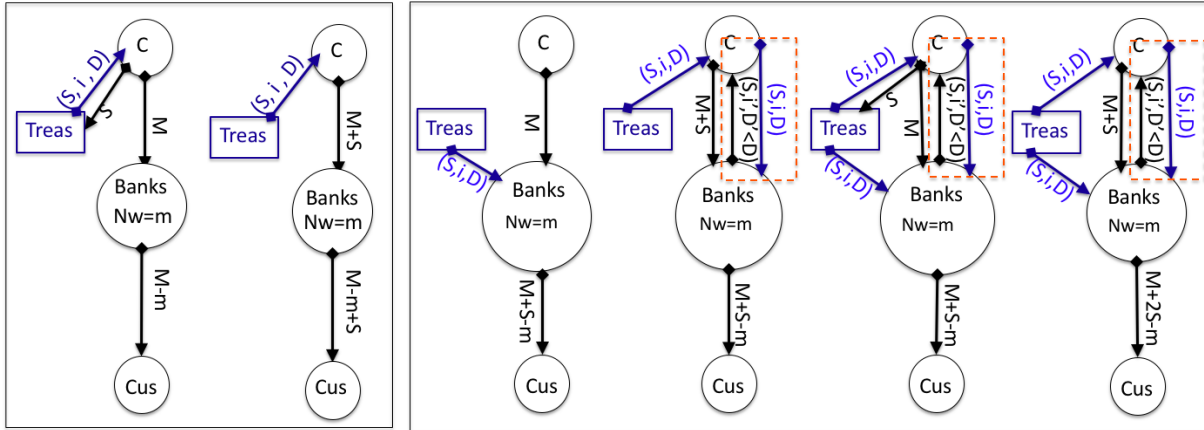 C
(S, i, D)
S
M
Treas
Banks
Nw=m
M-m
Cus
C
(S, i, D)
M+S
Treas
Banks
Nw=m
M-m+S
Cus
C
M
Treas
(S,i,D)
Banks
Nw=m
M+S-m
Cus
C
(S,i,D)
Treas
M+S
(S,i',D'<D)
(S,i,D)
Banks
Nw=m
M+S-m
Cus
C
(S,i,D)
S
Treas
M
(S,i',D'<D)
(S,i,D)
(S,i,D)
Banks
Nw=m
M+S-m
Cus
C
(S,i,D)
Treas
M+S
(S,i',D'<D)
(S,i,D)
(S,i,D)
Banks
Nw=m
M+2S-m
Cus